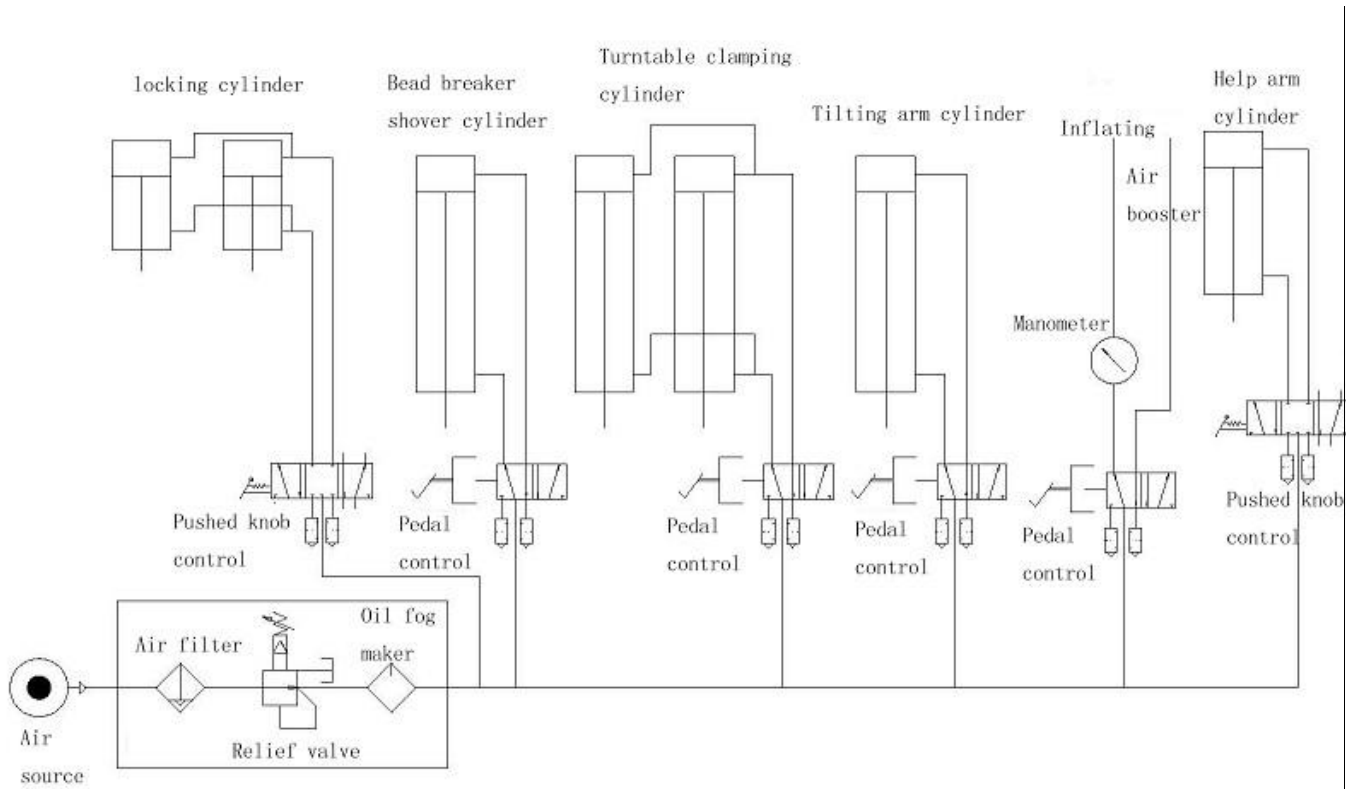 locking cylinder
Bead breaker
shover cylinder
Turntable clamping
cylinder
Tilting arm cylinder
Inflating
Air
booster
Help arm
cylinder
Manometer
Pushed knob
control
Pedal
control
Pedal
control
Pedal
control
Pedal
control
Pushed knob
control
Air filter
Oil fog
maker
Relief valve
Air
source